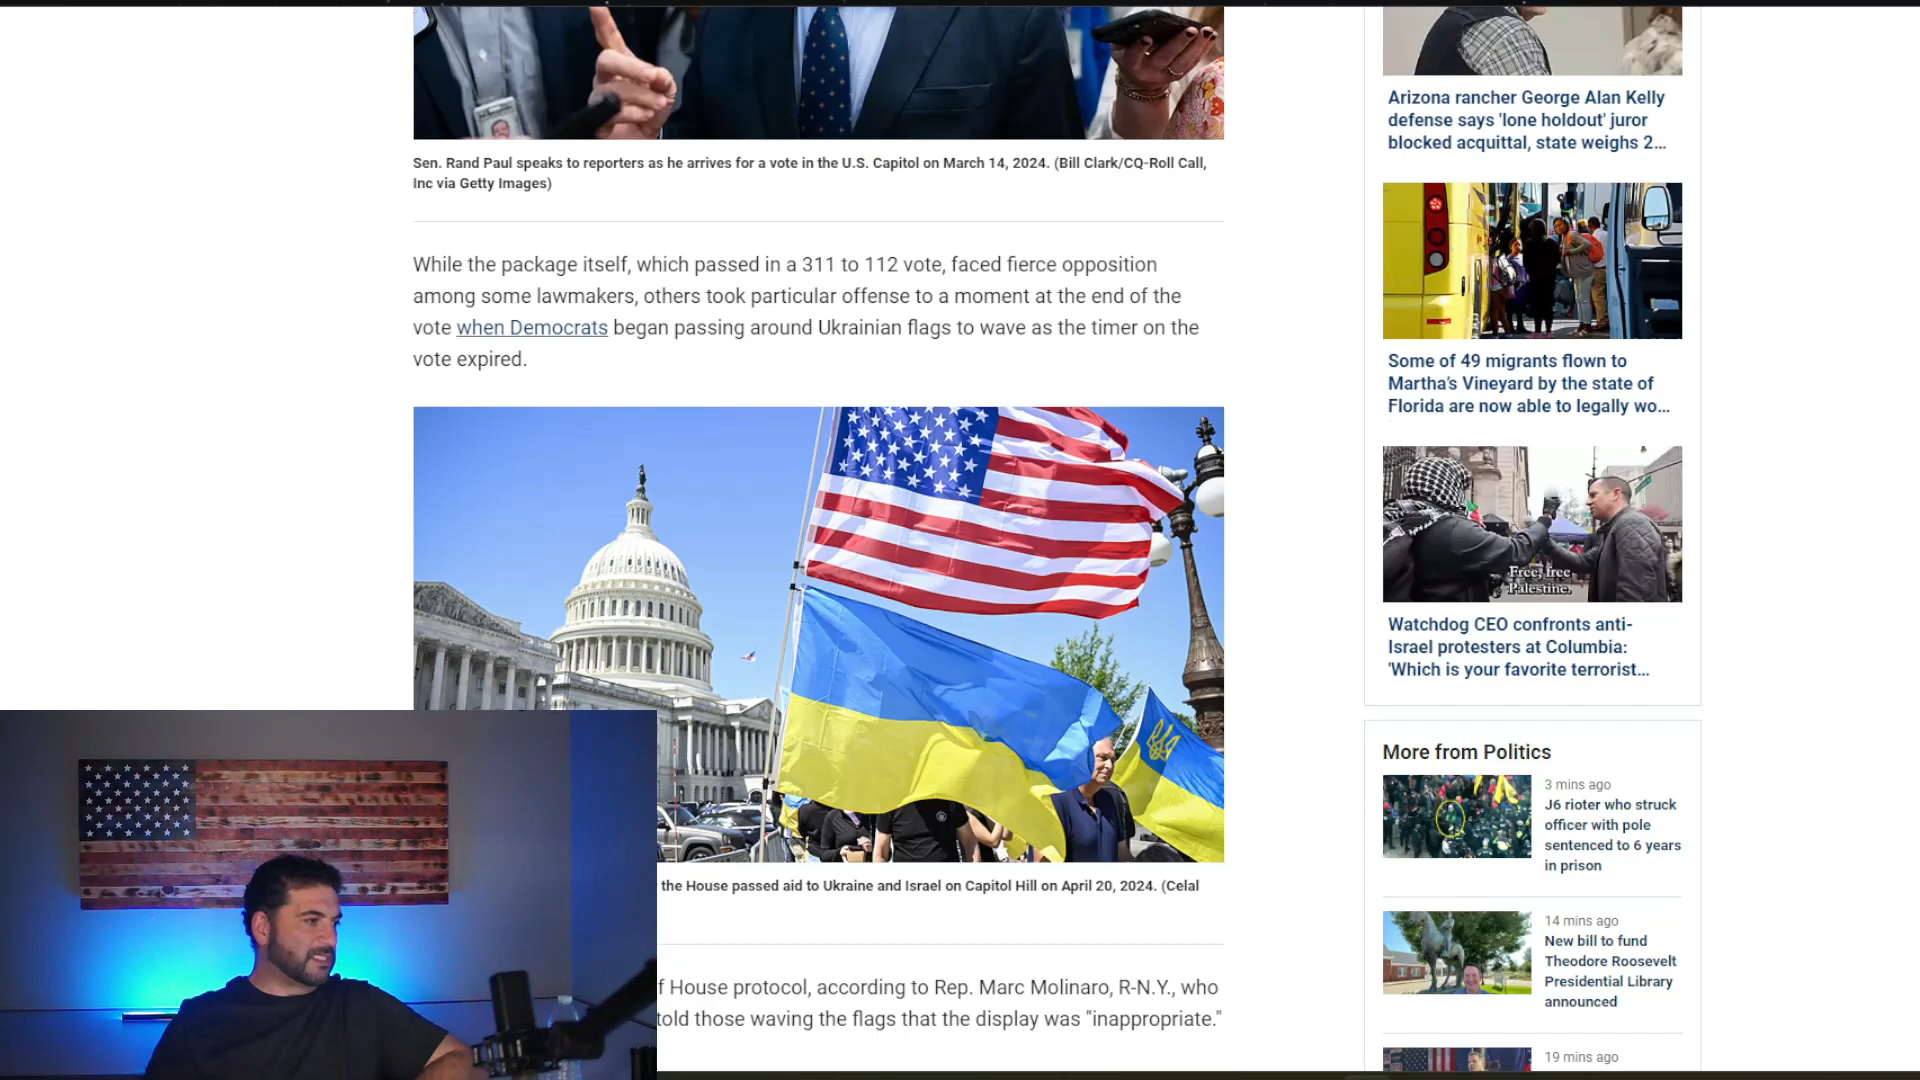 Sen. Rand Paul speaks to reporters as he arrives for a vote in the U.S. Capitol on March 14, 2024. (Bill Clark/CQ-Roll Call,
Inc via Getty Images)
While the package itself, which passed in a 311 to 112 vote, faced fierce opposition
among some lawmakers, others took particular offense to a moment at the end of the
vote when Democrats began passing around Ukrainian flags to wave as the timer on the
vote expired.
the House passed aid to Ukraine and Israel on Capitol Hill on April 20, 2024. (Celal
f House protocol, according to Rep. Marc Molinaro, R-N.Y., who
told those waving the flags that the display was "inappropriate."
Arizona rancher George Alan Kelly
defense says 'lone holdout' juror
blocked acquittal, state weighs 2...
Some of 49 migrants flown to
Martha's Vineyard by the state of
Florida are now able to legally wo...
Free, free
Palestine.
Watchdog CEO confronts anti-
Israel protesters at Columbia:
'Which is your favorite terrorist...
More from Politics
3 mins ago
J6 rioter who struck
officer with pole
sentenced to 6 years
in prison
14 mins ago
New bill to fund
Theodore Roosevelt
Presidential Library
announced
19 mins ago